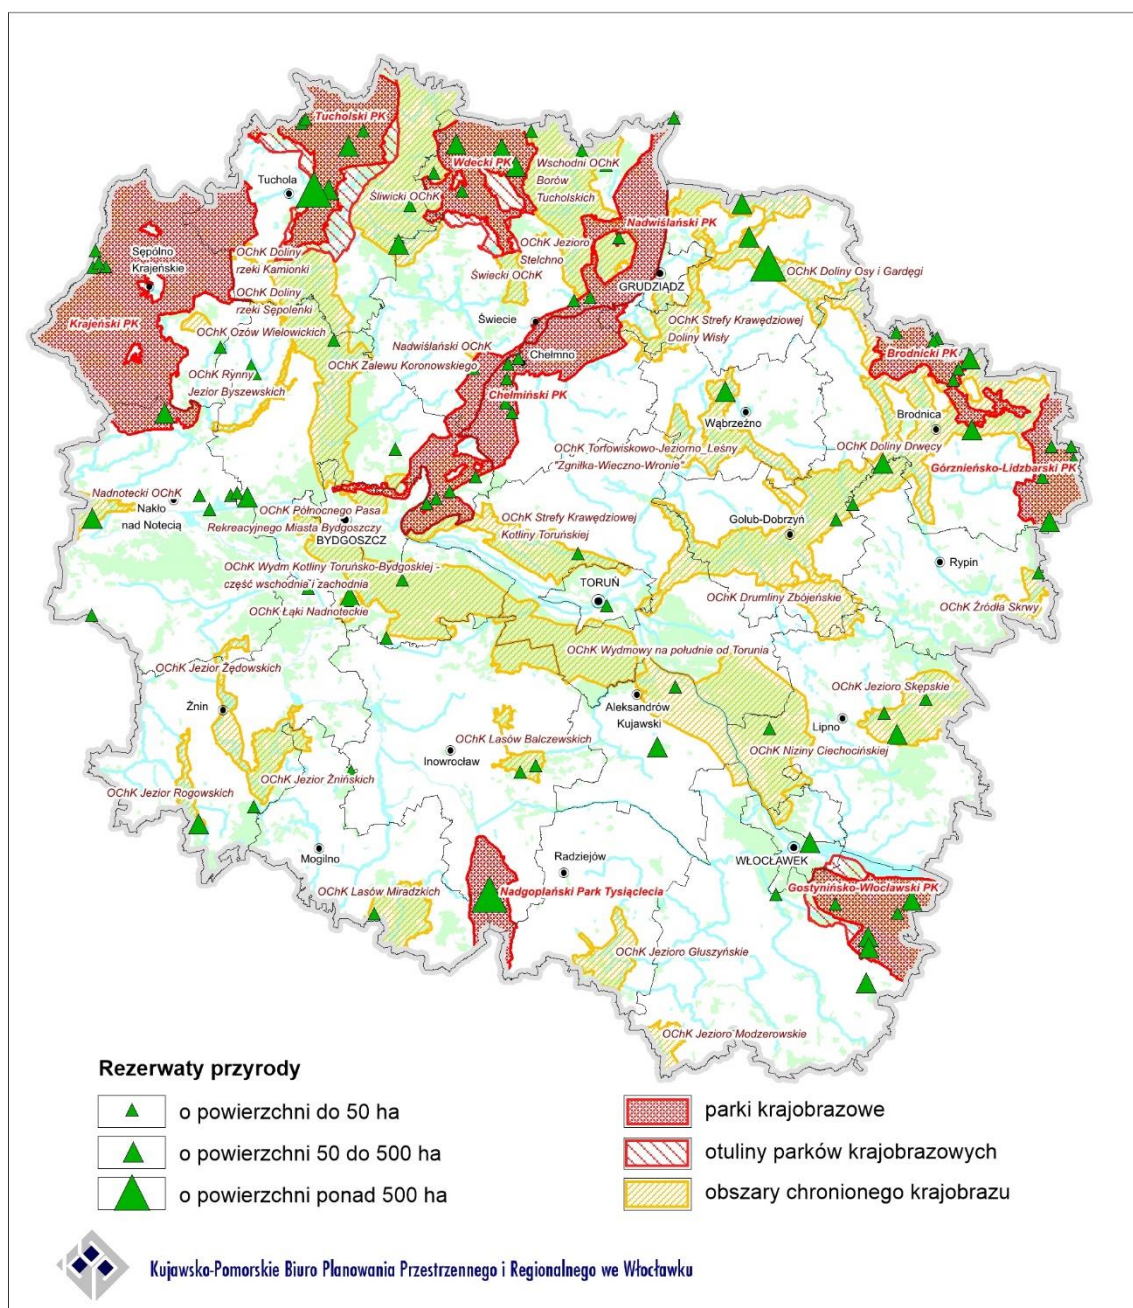 Tucholski PK
Wdecki PK
Wschodni OChK
Borów
Tucholskich
Tuchola
Śliwicki OChK
Nadwiślański PK
OChK Jezioro
Stelchno
Sępólno
Krajeńskie
OChK Doliny
rzeki Kamionki
Świecki OChK
OChK Doliny Osy i Gardęgi
GRUDZIĄDZ
OChK Doliny
rzeki Sępolenki
Krajeński PK
OChK Ozów Wielowickich
Świecie
OChK Strefy Krawędziowej
Doliny Wisły
Nadwiślański OChK
Chełmno
Brodnicki PK
OChK Zalewu Koronowskiego
OChK Rynny
Jezior Byszewskich
Chełmiński PK
Wąbrzeźno
Brodnica
OChK Torfowiskowo-Jeziorno_Leśny
"Zgniłka-Wieczno-Wronie"
OChK Doliny Drwęcy
Górznieńsko-Lidzbarski PK
Nadnotecki OChK
Nakło
nad Notecią
OChK Północnego Pasa
Rekreacyjnego Miasta Bydgoszczy
BYDGOSZCZ
OChK Strefy Krawędziowej
Kotliny Toruńskiej
Golub-Dobrzyń
Rypin
OChK Wydm Kotliny Toruńsko-Bydgoskiej -
część wschodnia i zachodnia
TORUŃ
OChK Drumliny Zbójeńskie
OChK Źródła Skrwy
OChK Łąki Nadnoteckie
OChK Wydmowy na południe od Torunia
OChK Jezior Żędowskich
OChK Jezioro Skępskie
Żnin
Aleksandrów
Kujawski
Lipno
OChK Lasów Balczewskich
Inowrocław
OChK Niziny Ciechocińskiej
OChK Jezior Żnińskich
OChK Jezior Rogowskich
Mogilno
Radziejów
WŁOCŁAWEK
OChK Lasów Miradzkich
Nadgoplański Park Tysiąclecia
Gostynińsko-Włocławski PK
OChK Jezioro Głuszyńskie
OChK Jezioro Modzerowskie
Rezerwaty przyrody
o powierzchni do 50 ha
o powierzchni 50 do 500 ha
o powierzchni ponad 500 ha
parki krajobrazowe
otuliny parków krajobrazowych
obszary chronionego krajobrazu
Kujawsko-Pomorskie Biuro Planowania Przestrzennego i Regionalnego we Włocławku